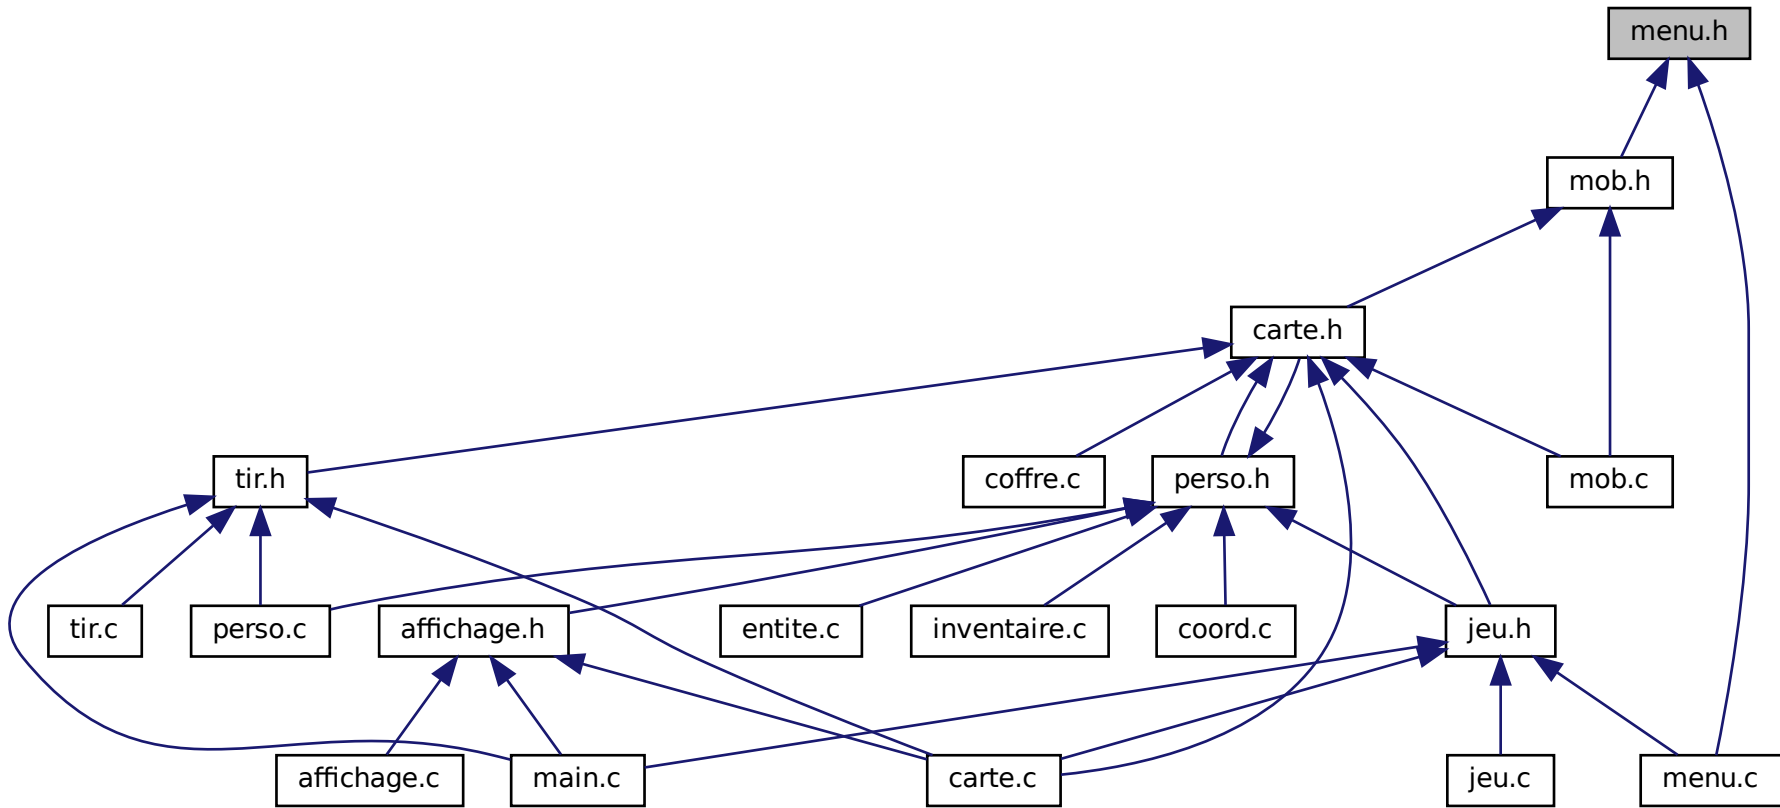 menu.h
mob.h
carte.h
tir.h
coffre.c
perso.h
mob.c
tir.c
perso.c
affichage.h
entite.c
inventaire.c
coord.c
jeu.h
affichage.c
main.c
carte.c
jeu.c
menu.c